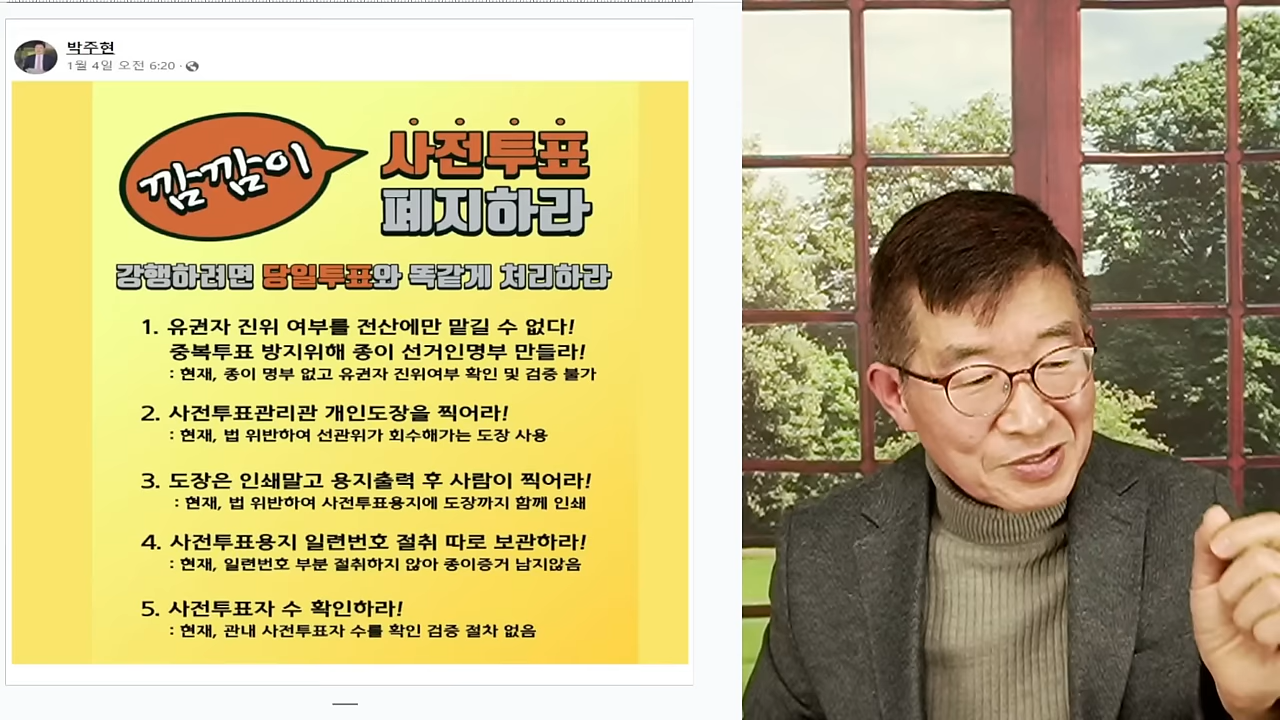 박주현
1월 4일 오전 6:20 ·
깜깜이
사전투표
폐지하라
강행하려면 당일투표와 똑같게 처리하라
1. 유권자 진위 여부를 전산에만 맡길 수 없다!
중복투표 방지위해 종이 선거인명부 만들라!
: 현재, 종이 명부 없고 유권자 진위여부 확인 및 검증 불가
2. 사전투표관리관 개인도장을 찍어라!
: 현재, 법 위반하여 선관위가 회수해가는 도장 사용
3. 도장은 인쇄말고 용지출력 후 사람이 찍어라!
: 현재, 법 위반하여 사전투표용지에 도장까지 함께 인쇄
4. 사전투표용지 일련번호 절취 따로 보관하라!
: 현재, 일련번호 부분 절취하지 않아 종이증거 남지않음
5. 사전투표자 수 확인하라!
: 현재, 관내 사전투표자 수를 확인 검증 절차 없음